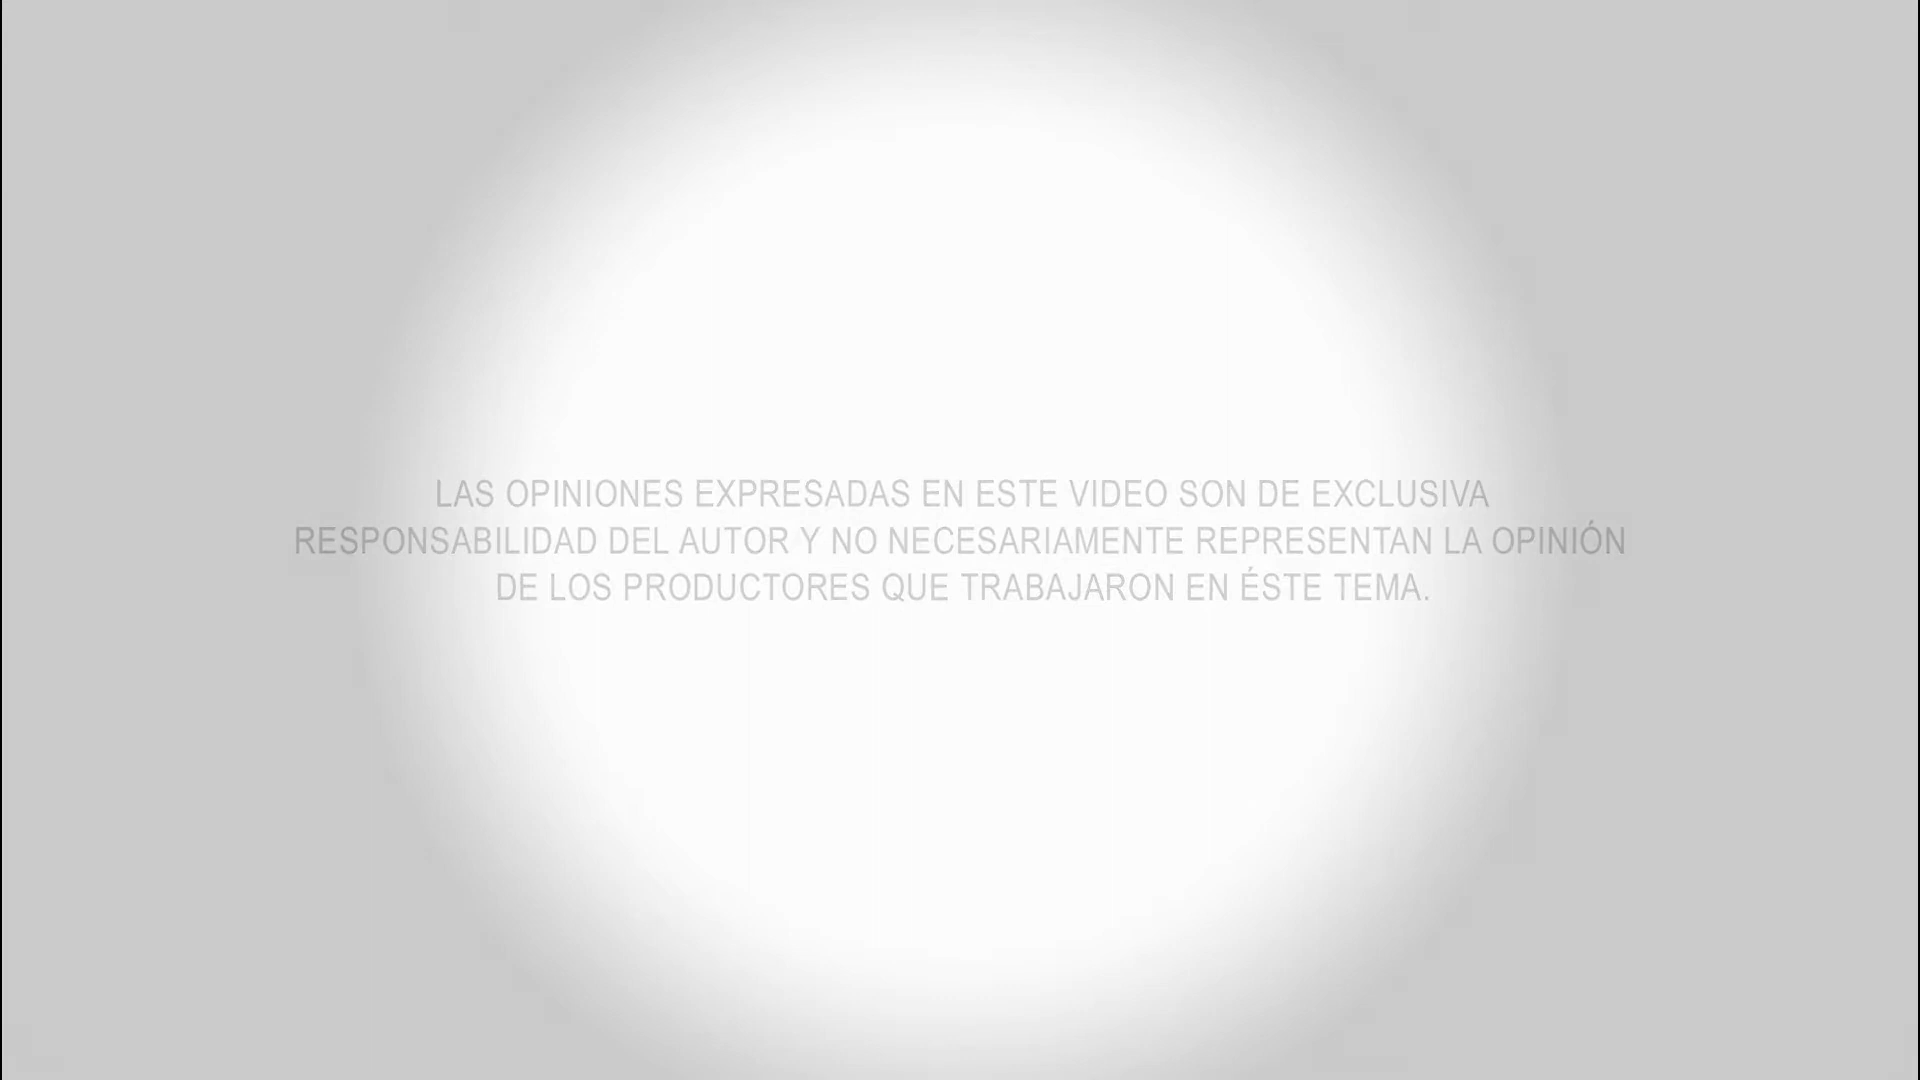 LAS OPINIONES EXPRESADAS EN ESTE VIDEO SON DE EXCLUSIVA
RESPONSABILIDAD DEL AUTOR Y NO NECESARIAMENTE REPRESENTAN LA OPINIÓN
DE LOS PRODUCTORES QUE TRABAJARON EN ÉSTE TEMA.